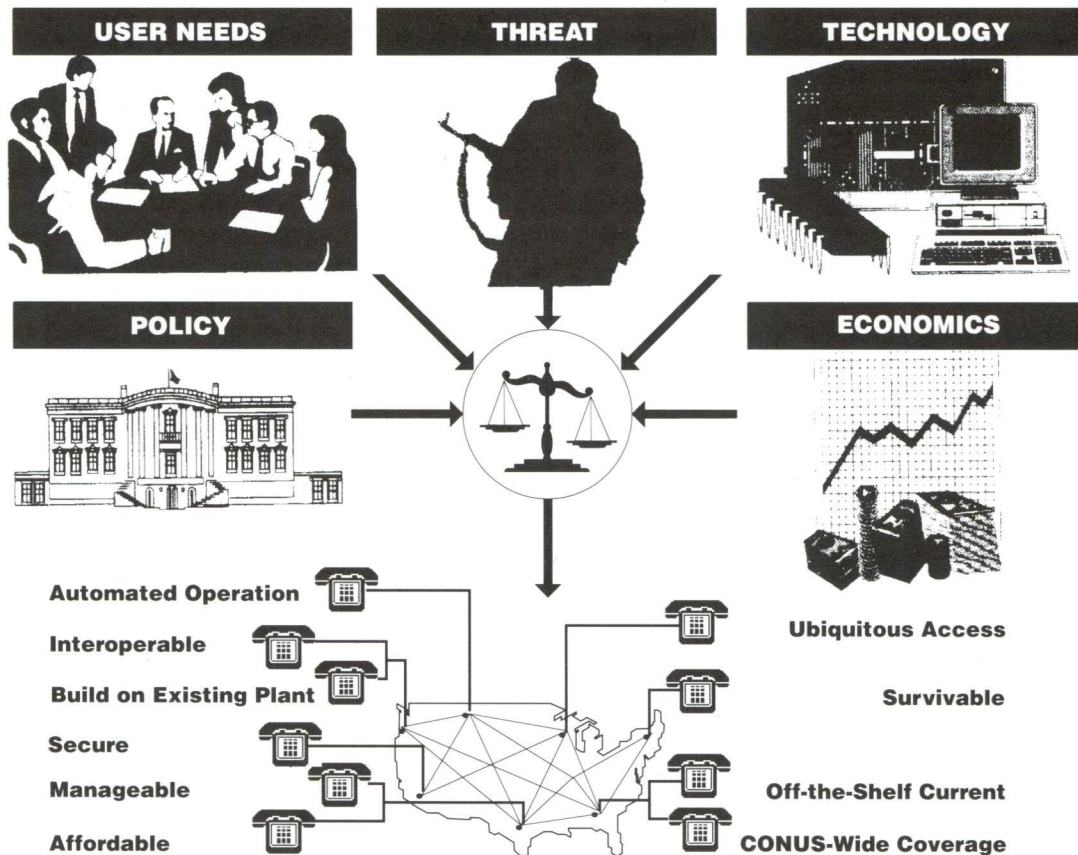 USER NEEDS
THREAT
TECHNOLOGY
POLICY
ECONOMICS
Automated Operation
Interoperable
Build on Existing Plant
Secure
Manageable
Affordable
Ubiquitous Access
Survivable
Off-the-Shelf Current
CONUS-Wide Coverage